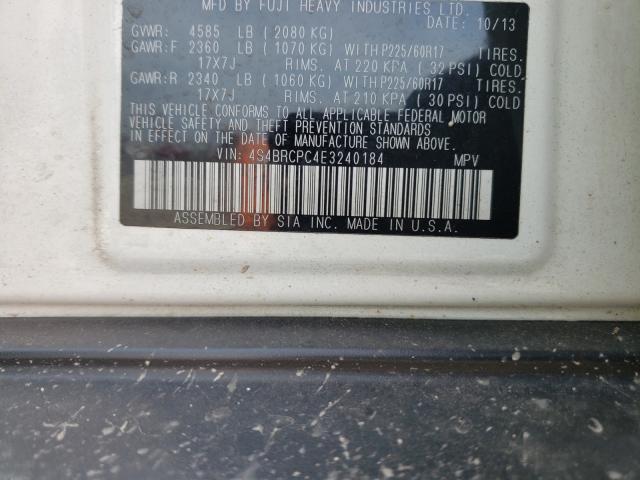 MFD BY FUJI HEAVY INDUSTRIES LTD.
DATE: 10/13
GVWR: 4585 LB (2080 KG)
GAWR:F 2360 LB (1070 KG) WITH P225/60R17 TIRES.
17X7J RIMS. AT 220 KPA (32 PSI) COLD.
GAWR:R 2340 LB (1060 KG) WITH P225/60R17 TIRES.
17X7J RIMS. AT 210 KPA (30 PSI) COLD
THIS VEHICLE CONFORMS TO ALL APPLICABLE FEDERAL MOTOR
VEHICLE SAFETY AND THEFT PREVENTION STANDARDS
IN EFFECT ON THE DATE OF MANUFACTURE SHOWN ABOVE.
VIN: 4S4BRCPC4E3240184 MPV
ASSEMBLED BY SIA INC. MADE IN U.S.A.